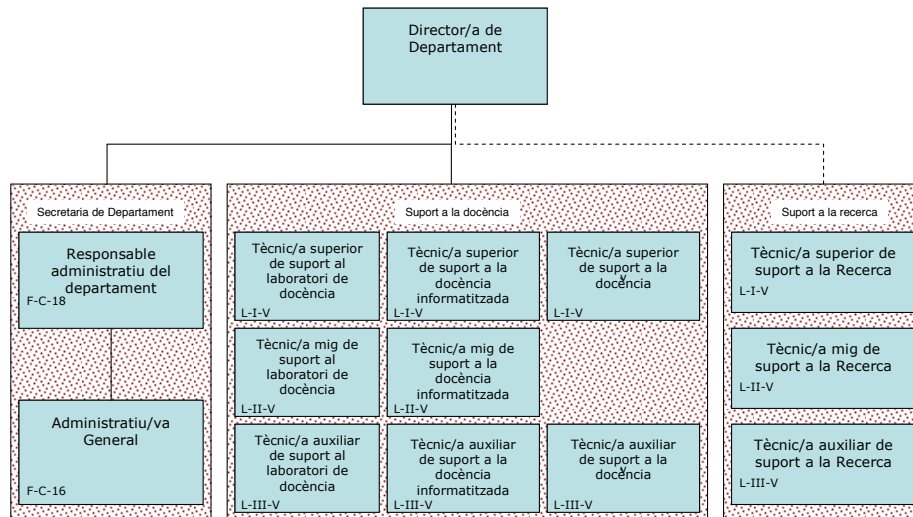 Director/a de
Departament
Secretaria de Departament
Responsable
administratiu del
departament
F-C-18
Administratiu/va
General
F-C-16
Suport a la docència
Tècnic/a superior
de suport al
laboratori de
docència
L-I-V
Tècnic/a superior
de suport a la
docència
informatitzada
L-I-V
Tècnic/a superior
de suport a la
docència
L-I-V
Tècnic/a mig de
suport al
laboratori de
docència
L-II-V
Tècnic/a mig de
suport a la
docència
informatitzada
L-II-V
Tècnic/a auxiliar
de suport al
laboratori de
docència
L-III-V
Tècnic/a auxiliar
de suport a la
docència
informatitzada
L-III-V
Tècnic/a auxiliar
de suport a la
docència
L-III-V
Suport a la recerca
Tècnic/a superior de
suport a la Recerca
L-I-V
Tècnic/a mig de
suport a la Recerca
L-II-V
Tècnic/a auxiliar de
suport a la Recerca
L-III-V